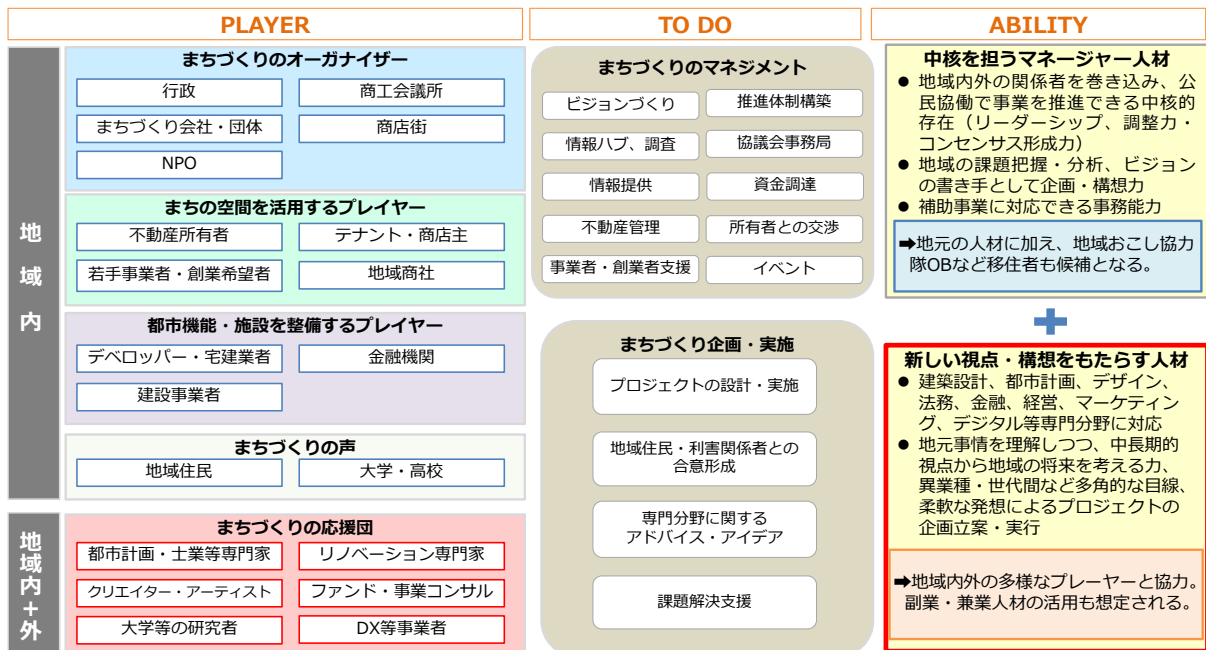 PLAYER
TO DO
ABILITY
地域内
まちづくりのオーガナイザー
行政
商工会議所
まちづくり会社・団体
商店街
NPO
まちの空間を活用するプレイヤー
不動産所有者
テナント・商店主
若手事業者・創業希望者
地域商社
都市機能・施設を整備するプレイヤー
デベロッパー・宅建業者
金融機関
建設事業者
まちづくりの声
地域住民
大学・高校
地域内+外
まちづくりの応援団
都市計画・士業等専門家
リノベーション専門家
クリエイター・アーティスト
ファンド・事業コンサル
大学等の研究者
DX等事業者
まちづくりのマネジメント
ビジョンづくり
推進体制構築
情報ハブ、調査
協議会事務局
情報提供
資金調達
不動産管理
所有者との交渉
事業者・創業者支援
イベント
まちづくり企画・実施
プロジェクトの設計・実施
地域住民・利害関係者との
合意形成
専門分野に関する
アドバイス・アイデア
課題解決支援
中核を担うマネージャー人材
● 地域内外の関係者を巻き込み、公
民協働で事業を推進できる中核的
存在（リーダーシップ、調整力・
コンセンサス形成力）
● 地域の課題把握・分析、ビジョン
の書き手として企画・構想力
● 補助事業に対応できる事務能力
➡地元の人材に加え、地域おこし協力
隊OBなど移住者も候補となる。
新しい視点・構想をもたらす人材
● 建築設計、都市計画、デザイン、
法務、金融、経営、マーケティン
グ、デジタル等専門分野に対応
● 地元事情を理解しつつ、中長期的
視点から地域の将来を考える力、
異業種・世代間など多角的な目線、
柔軟な発想によるプロジェクトの
企画立案・実行
➡地域内外の多様なプレーヤーと協力。
副業・兼業人材の活用も想定される。